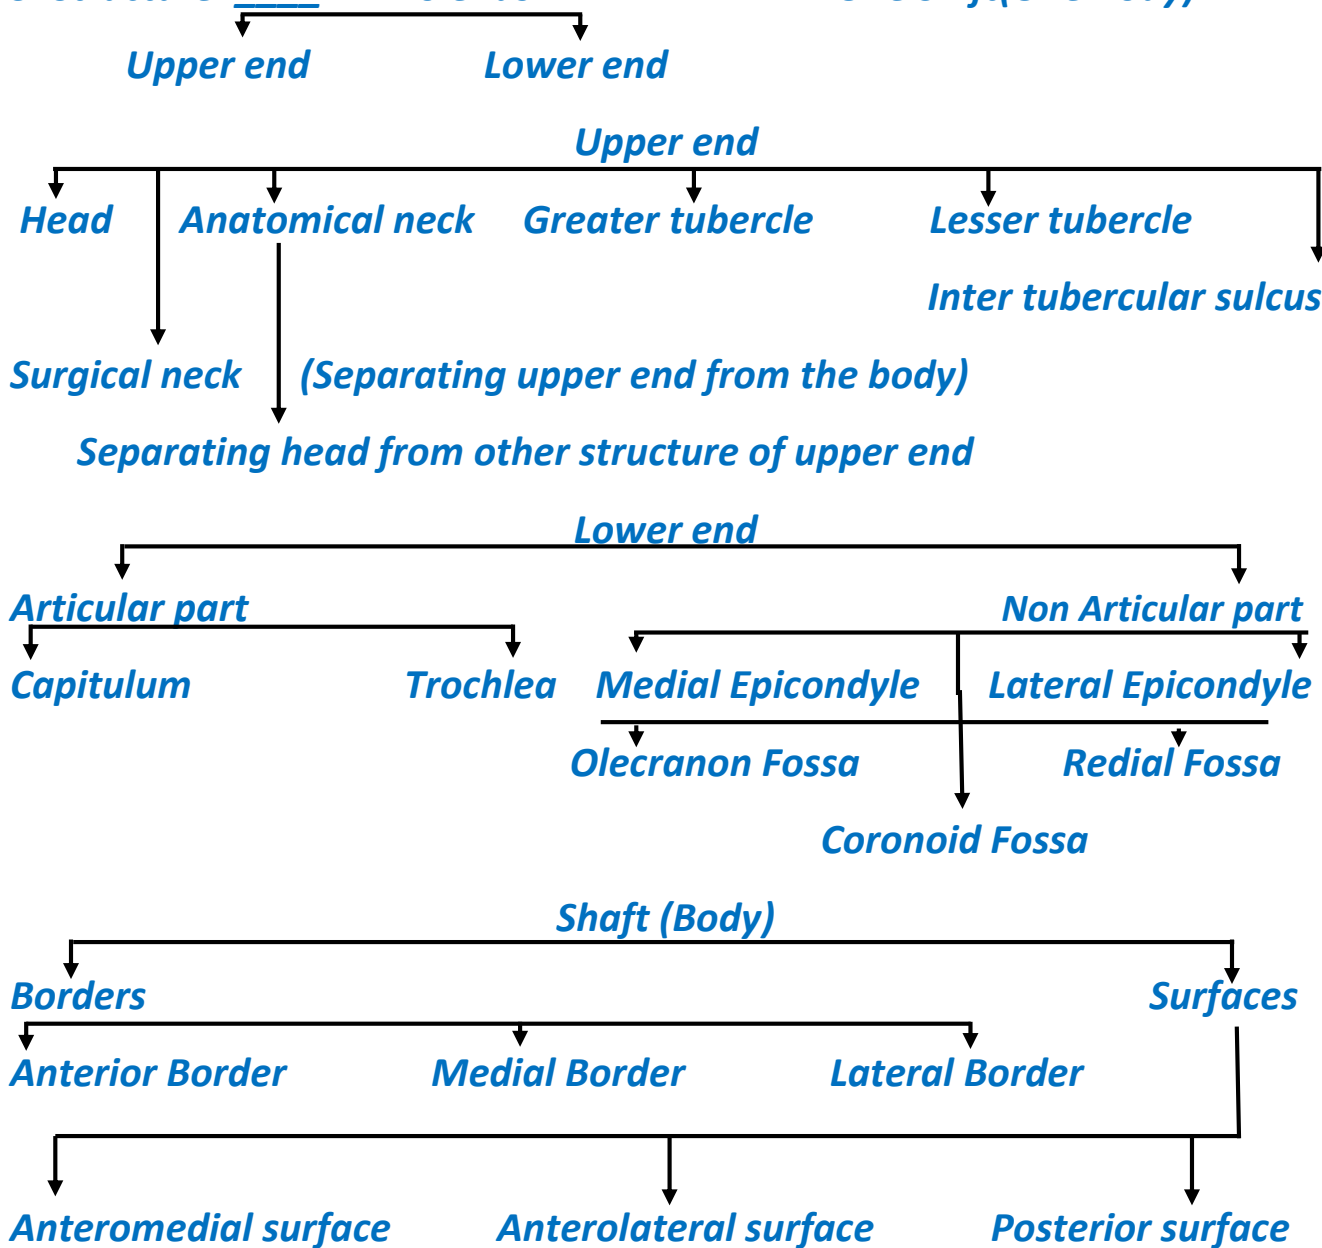 Upper end Lower end
Upper end
Head Anatomical neck Greater tubercle Lesser tubercle
Inter tubercular sulcus
Surgical neck (Separating upper end from the body)
Separating head from other structure of upper end
Lower end
Articular part Non Articular part
Capitulum Trochlea Medial Epicondyle Lateral Epicondyle
Olecranon Fossa Redial Fossa
Coronoid Fossa
Shaft (Body)
Borders Surfaces
Anterior Border Medial Border Lateral Border
Anteromedial surface Anterolateral surface Posterior surface